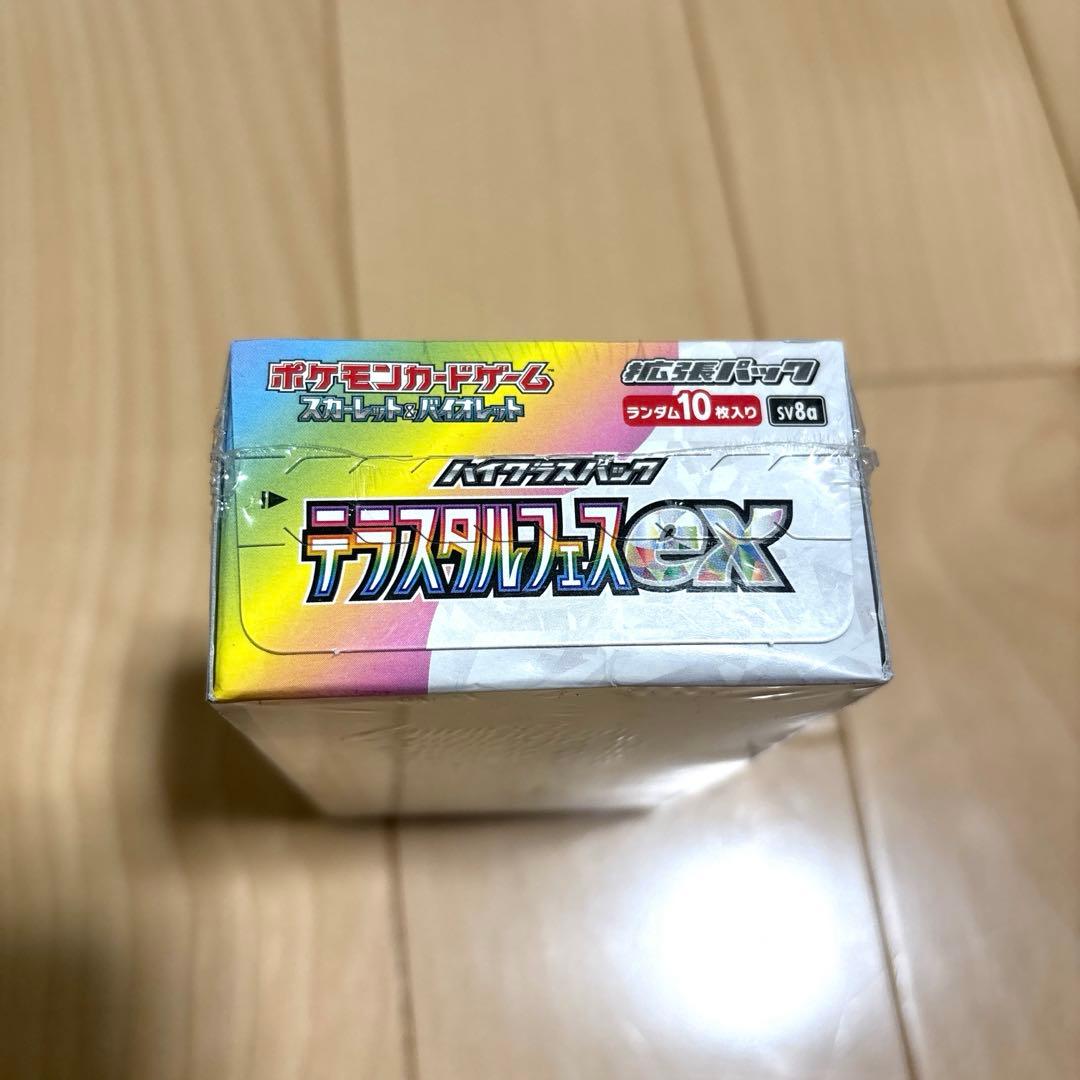 ポケモンカードゲーム
スカーレット&バイオレット
拡張パック
ランダム10枚入り SV8a
ハイクラスパック
テラスタルフェスex